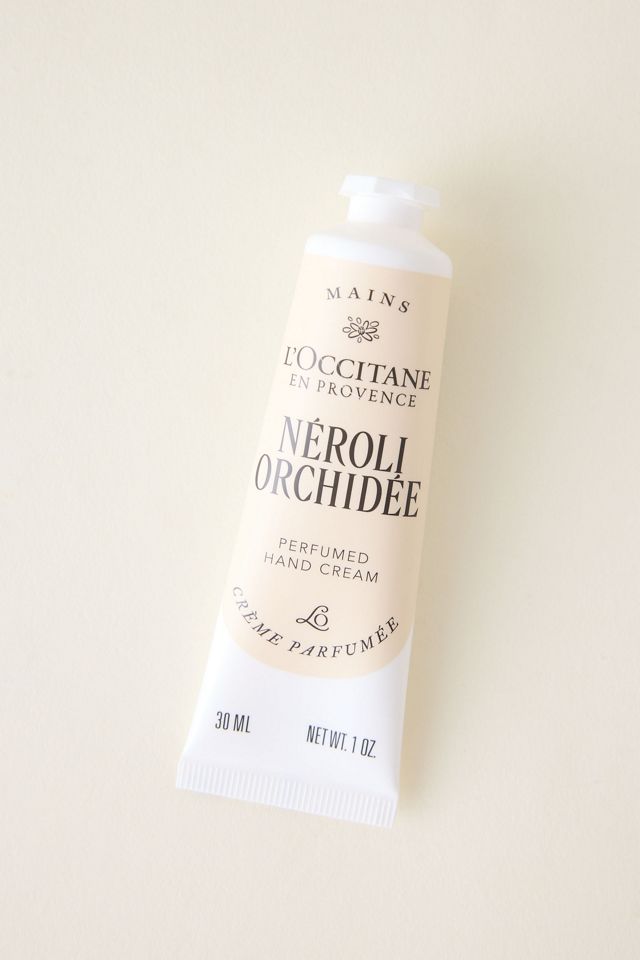 MAINS
L'OCCITANE
EN PROVENCE
NÉROLI
ORCHIDÉE
PERFUMED
HAND CREAM
LO
CRÈME PARFUMÉE
30 ML
NET WT. 1 OZ.